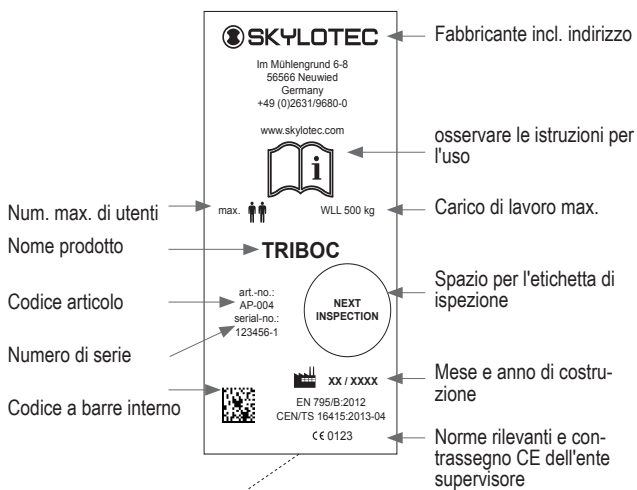 SKYLOTEC
Fabbricante incl. indirizzo
Im Mühlengrund 6-8
56566 Neuwied
Germany
+49 (0)2631/9680-0
www.skylotec.com
i
osservare le istruzioni per
l'uso
Num. max. di utenti
max.
WLL 500 kg
Carico di lavoro max.
Nome prodotto
TRIBOC
Codice articolo
art.-no.:
AP-004
serial-no.:
123456-1
Numero di serie
NEXT
INSPECTION
Spazio per l'etichetta di
ispezione
XX / XXXX
Mese e anno di costru-
zione
Codice a barre interno
EN 795/B:2012
CEN/TS 16415:2013-04
CE 0123
Norme rilevanti e con-
trassegno CE dell'ente
supervisore